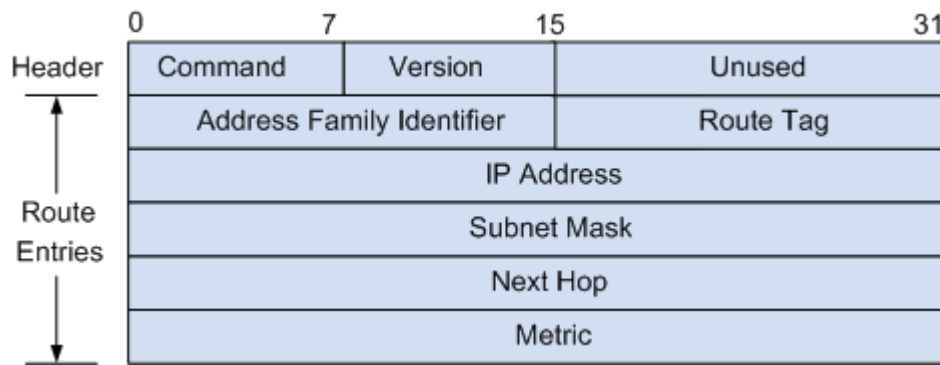 0 7 15 31
Header Command Version Unused
Address Family Identifier Route Tag
IP Address
Route
Entries
Subnet Mask
Next Hop
Metric